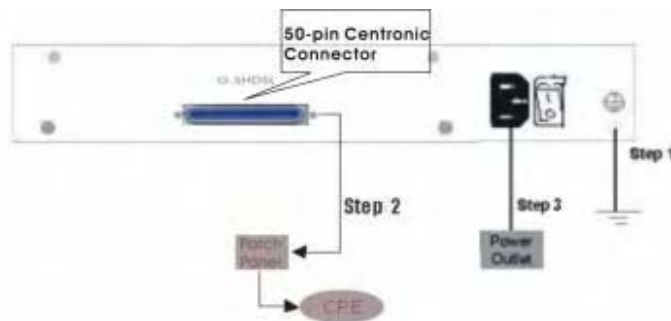 50-pin Centronic
Connector
G.SHDSL
Step 1
Step 2
Step 3
Patch
Panel
Power
Outlet
CPE